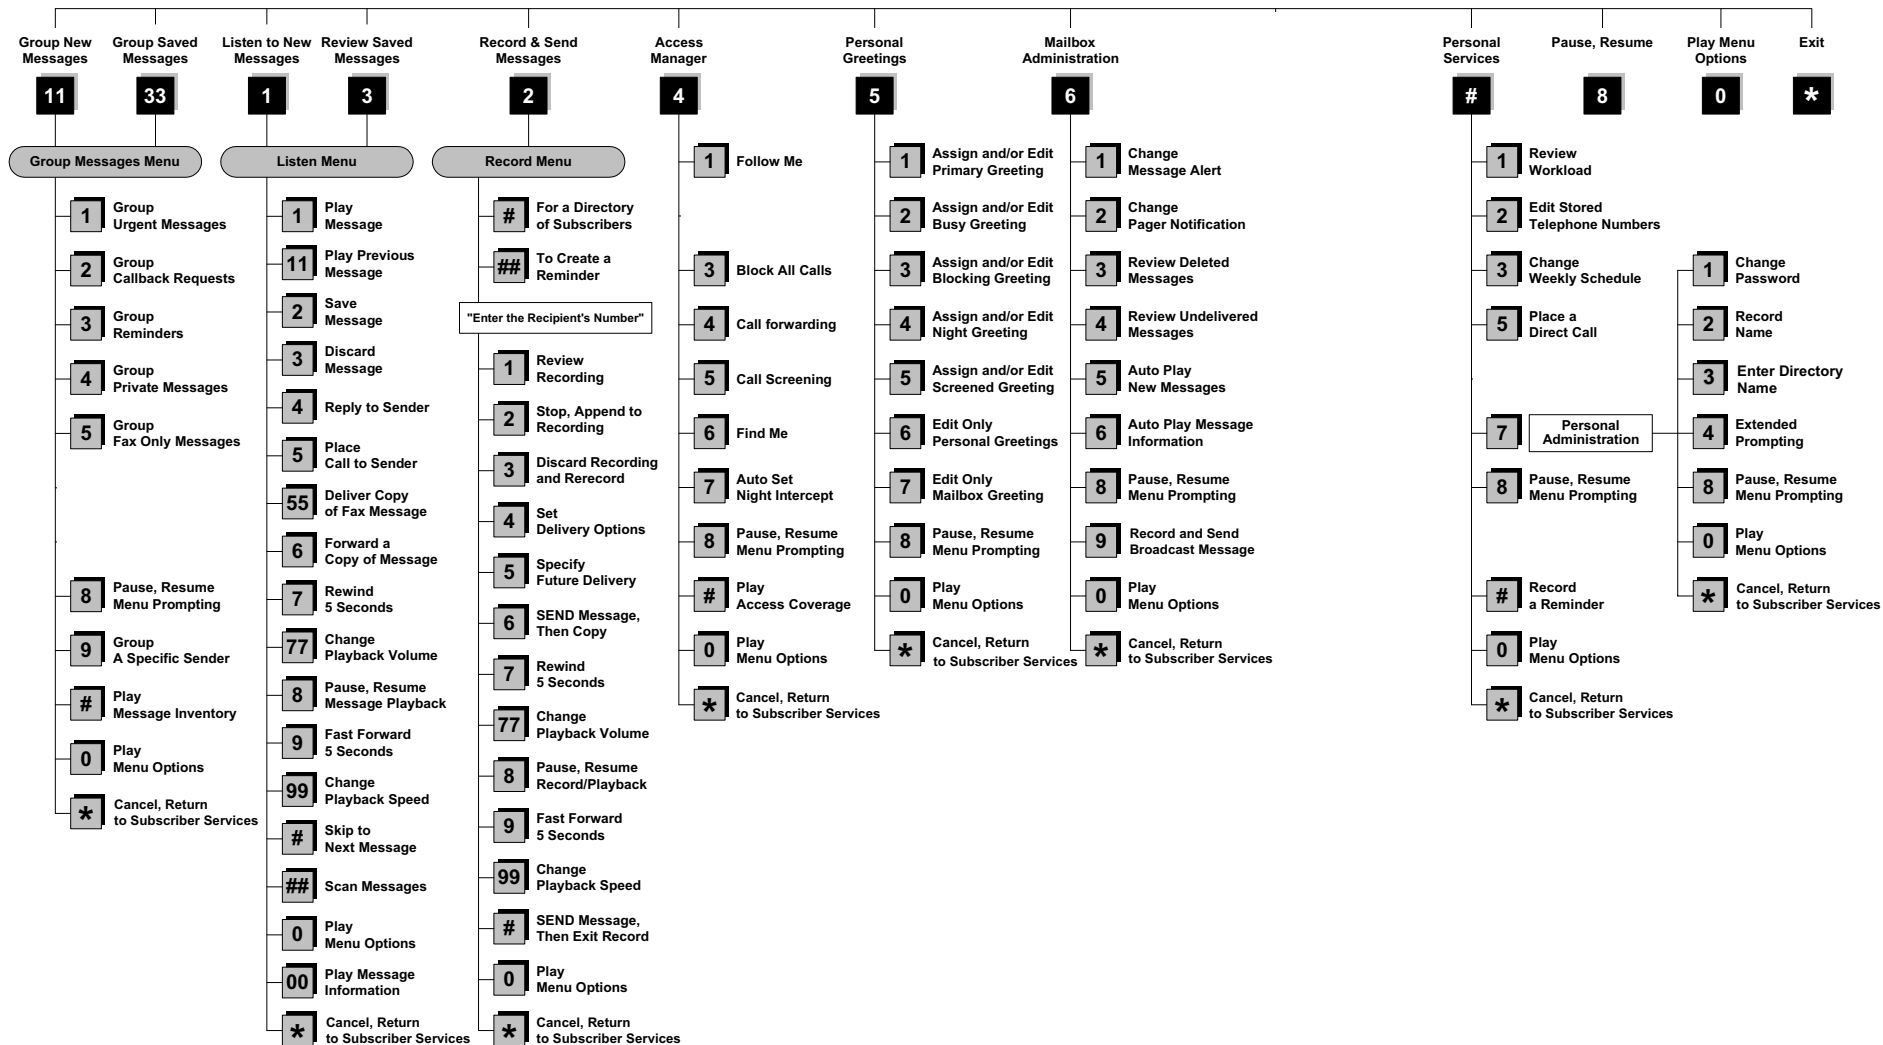 Group New
Messages
11
Group Saved
Messages
33
Group Messages Menu
1
Group
Urgent Messages
2
Group
Callback Requests
3
Group
Reminders
4
Group
Private Messages
5
Group
Fax Only Messages
8
Pause, Resume
Menu Prompting
9
Group
A Specific Sender
#
Play
Message Inventory
0
Play
Menu Options
*
Cancel, Return
to Subscriber Services
Listen to New
Messages
1
Review Saved
Messages
3
Listen Menu
1
Play
Message
11
Play Previous
Message
2
Save
Message
3
Discard
Message
4
Reply to Sender
5
Place
Call to Sender
55
Deliver Copy
of Fax Message
6
Forward a
Copy of Message
7
Rewind
5 Seconds
77
Change
Playback Volume
8
Pause, Resume
Message Playback
9
Fast Forward
5 Seconds
99
Change
Playback Speed
#
Skip to
Next Message
##
Scan Messages
0
Play
Menu Options
00
Play Message
Information
*
Cancel, Return
to Subscriber Services
Record & Send
Messages
2
Record Menu
#
For a Directory
of Subscribers
##
To Create a
Reminder
"Enter the Recipient's Number"
1
Review
Recording
2
Stop, Append to
Recording
3
Discard Recording
and Rerecord
4
Set
Delivery Options
5
Specify
Future Delivery
6
SEND Message,
Then Copy
7
Rewind
5 Seconds
77
Change
Playback Volume
8
Pause, Resume
Record/Playback
9
Fast Forward
5 Seconds
99
Change
Playback Speed
#
SEND Message,
Then Exit Record
0
Play
Menu Options
*
Cancel, Return
to Subscriber Services
Access
Manager
4
1
Follow Me
3
Block All Calls
4
Call forwarding
5
Call Screening
6
Find Me
7
Auto Set
Night Intercept
8
Pause, Resume
Menu Prompting
#
Play
Access Coverage
0
Play
Menu Options
*
Cancel, Return
to Subscriber Services
Personal
Greetings
5
1
Assign and/or Edit
Primary Greeting
2
Assign and/or Edit
Busy Greeting
3
Assign and/or Edit
Blocking Greeting
4
Assign and/or Edit
Night Greeting
5
Assign and/or Edit
Screened Greeting
6
Edit Only
Personal Greetings
7
Edit Only
Mailbox Greeting
8
Pause, Resume
Menu Prompting
0
Play
Menu Options
*
Cancel, Return
to Subscriber Services
Mailbox
Administration
6
1
Change
Message Alert
2
Change
Pager Notification
3
Review Deleted
Messages
4
Review Undelivered
Messages
5
Auto Play
New Messages
6
Auto Play Message
Information
8
Pause, Resume
Menu Prompting
9
Record and Send
Broadcast Message
0
Play
Menu Options
*
Cancel, Return
to Subscriber Services
Personal
Services
#
1
Review
Workload
2
Edit Stored
Telephone Numbers
3
Change
Weekly Schedule
5
Place a
Direct Call
7
Personal
Administration
8
Pause, Resume
Menu Prompting
#
Record
a Reminder
0
Play
Menu Options
*
Cancel, Return
to Subscriber Services
1
Change
Password
2
Record
Name
3
Enter Directory
Name
4
Extended
Prompting
8
Pause, Resume
Menu Prompting
0
Play
Menu Options
*
Cancel, Return
to Subscriber Services
Pause, Resume
8
Play Menu
Options
0
Exit
*